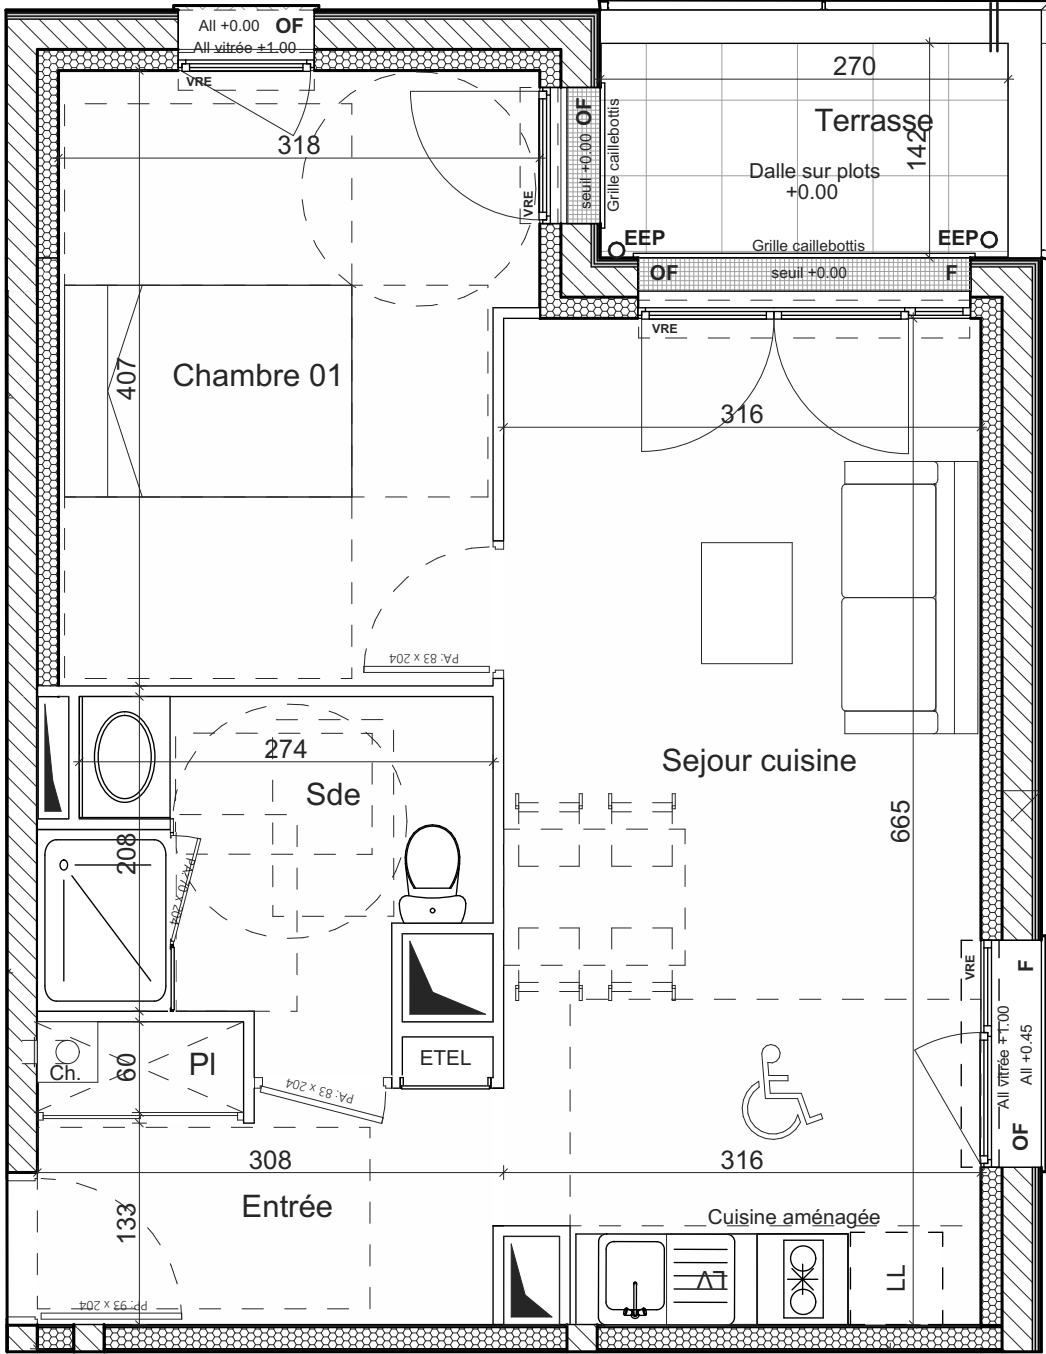 All +0.00 OF
All vitrée +1.00
VRE
318
270
Terrasse
142
Dalle sur plots
+0.00
OF
seuil +0.00
Grille caillebottis
VRE
EEP
EEP
Grille caillebottis
OF seuil +0.00 F
VRE
407
Chambre 01
316
PA: 83 x 204
274
Sde
Sejour cuisine
208
PA: 70 x 204
665
ETEL
Ch.
60
Pl
PA: 83 x 204
VRE
F
All vitrée +1.00
All +0.45
OF
308
316
Entrée
133
Cuisine aménagée
PP: 93 x 204
LV
LL